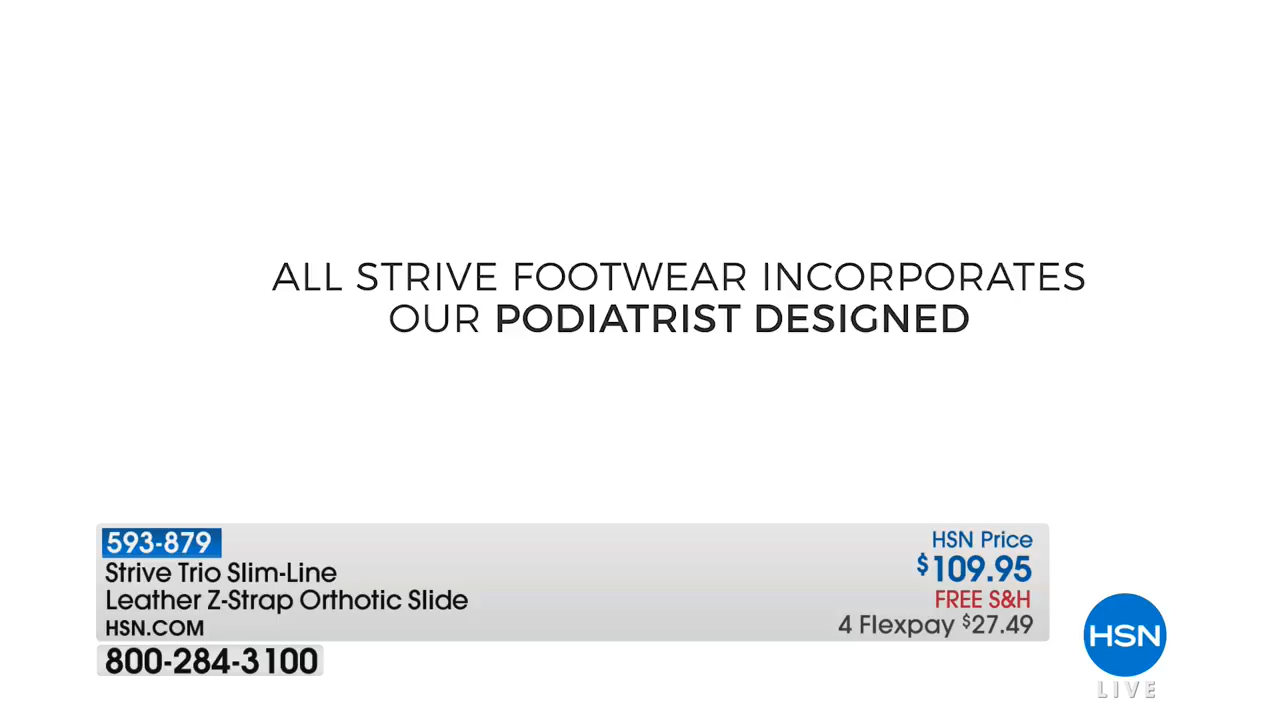 ALL STRIVE FOOTWEAR INCORPORATES
OUR PODIATRIST DESIGNED
593-879
Strive Trio Slim-Line
Leather Z-Strap Orthotic Slide
HSN.COM
800-284-3100
HSN Price
$109.95
FREE S&H
4 Flexpay $27.49
HSN
LIVE